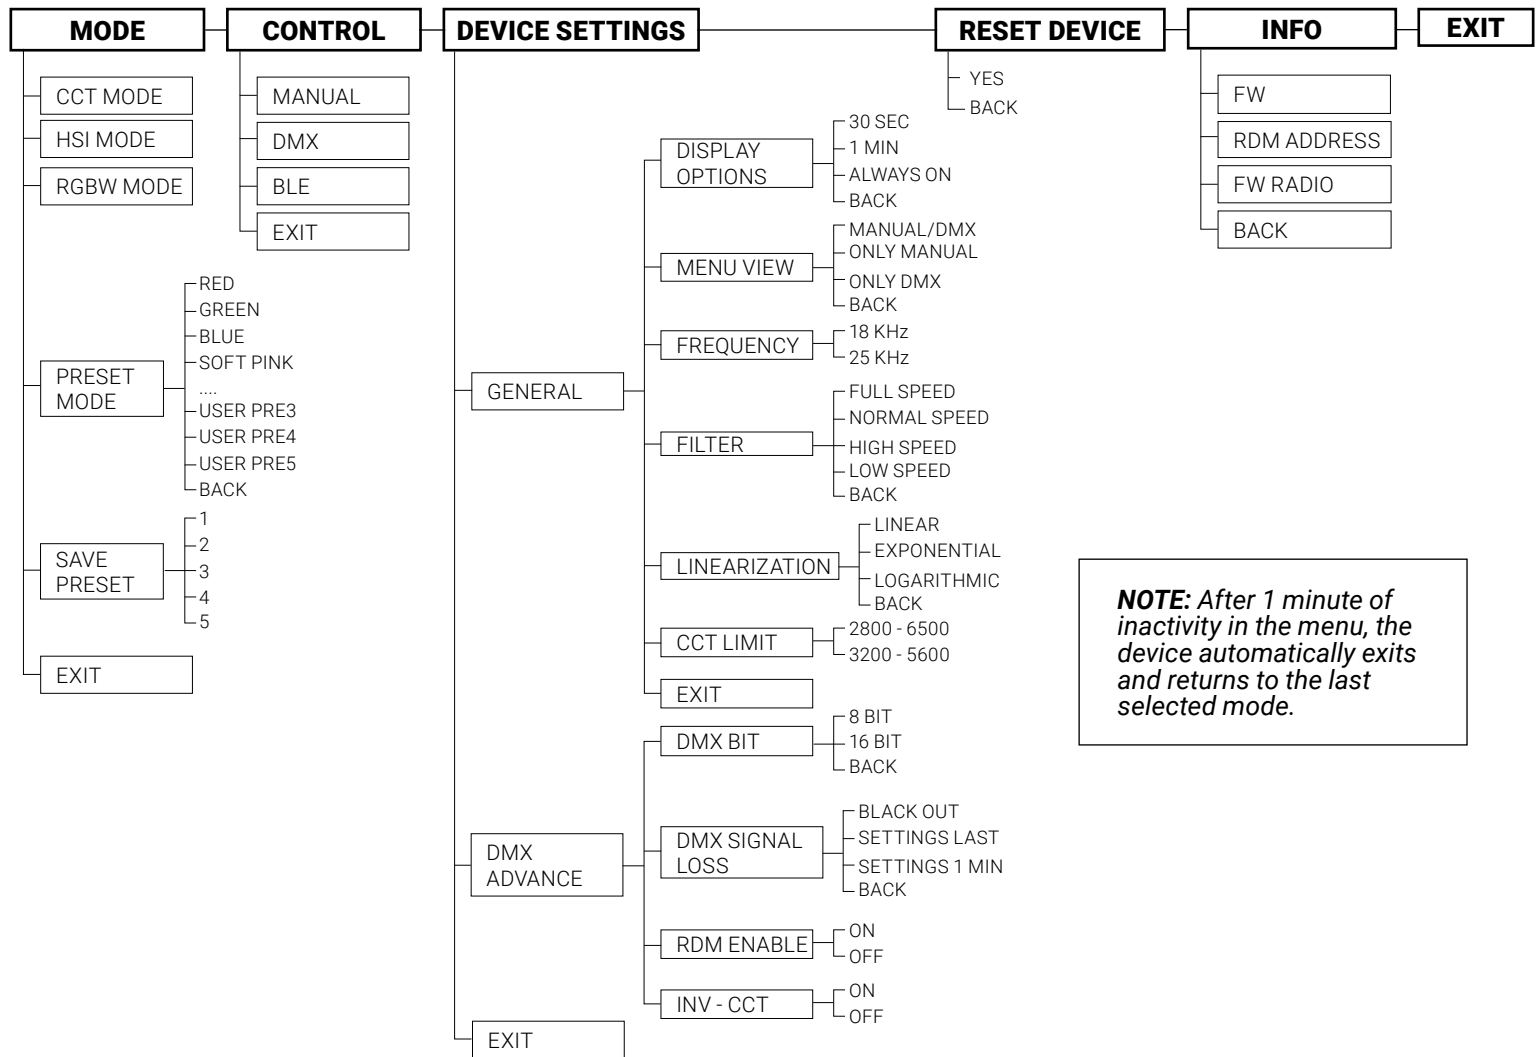 MODE
CONTROL
DEVICE SETTINGS
RESET DEVICE
INFO
EXIT
CCT MODE
HSI MODE
RGBW MODE
PRESET
MODE
RED
GREEN
BLUE
SOFT PINK
....
USER PRE3
USER PRE4
USER PRE5
BACK
SAVE
PRESET
1
2
3
4
5
EXIT
MANUAL
DMX
BLE
EXIT
GENERAL
DISPLAY
OPTIONS
30 SEC
1 MIN
ALWAYS ON
BACK
MENU VIEW
MANUAL/DMX
ONLY MANUAL
ONLY DMX
BACK
FREQUENCY
18 KHz
25 KHz
FILTER
FULL SPEED
NORMAL SPEED
HIGH SPEED
LOW SPEED
BACK
LINEARIZATION
LINEAR
EXPONENTIAL
LOGARITHMIC
BACK
CCT LIMIT
2800 - 6500
3200 - 5600
EXIT
DMX
ADVANCE
DMX BIT
8 BIT
16 BIT
BACK
DMX SIGNAL
LOSS
BLACK OUT
SETTINGS LAST
SETTINGS 1 MIN
BACK
RDM ENABLE
ON
OFF
INV - CCT
ON
OFF
EXIT
YES
BACK
FW
RDM ADDRESS
FW RADIO
BACK
NOTE: After 1 minute of
inactivity in the menu, the
device automatically exits
and returns to the last
selected mode.